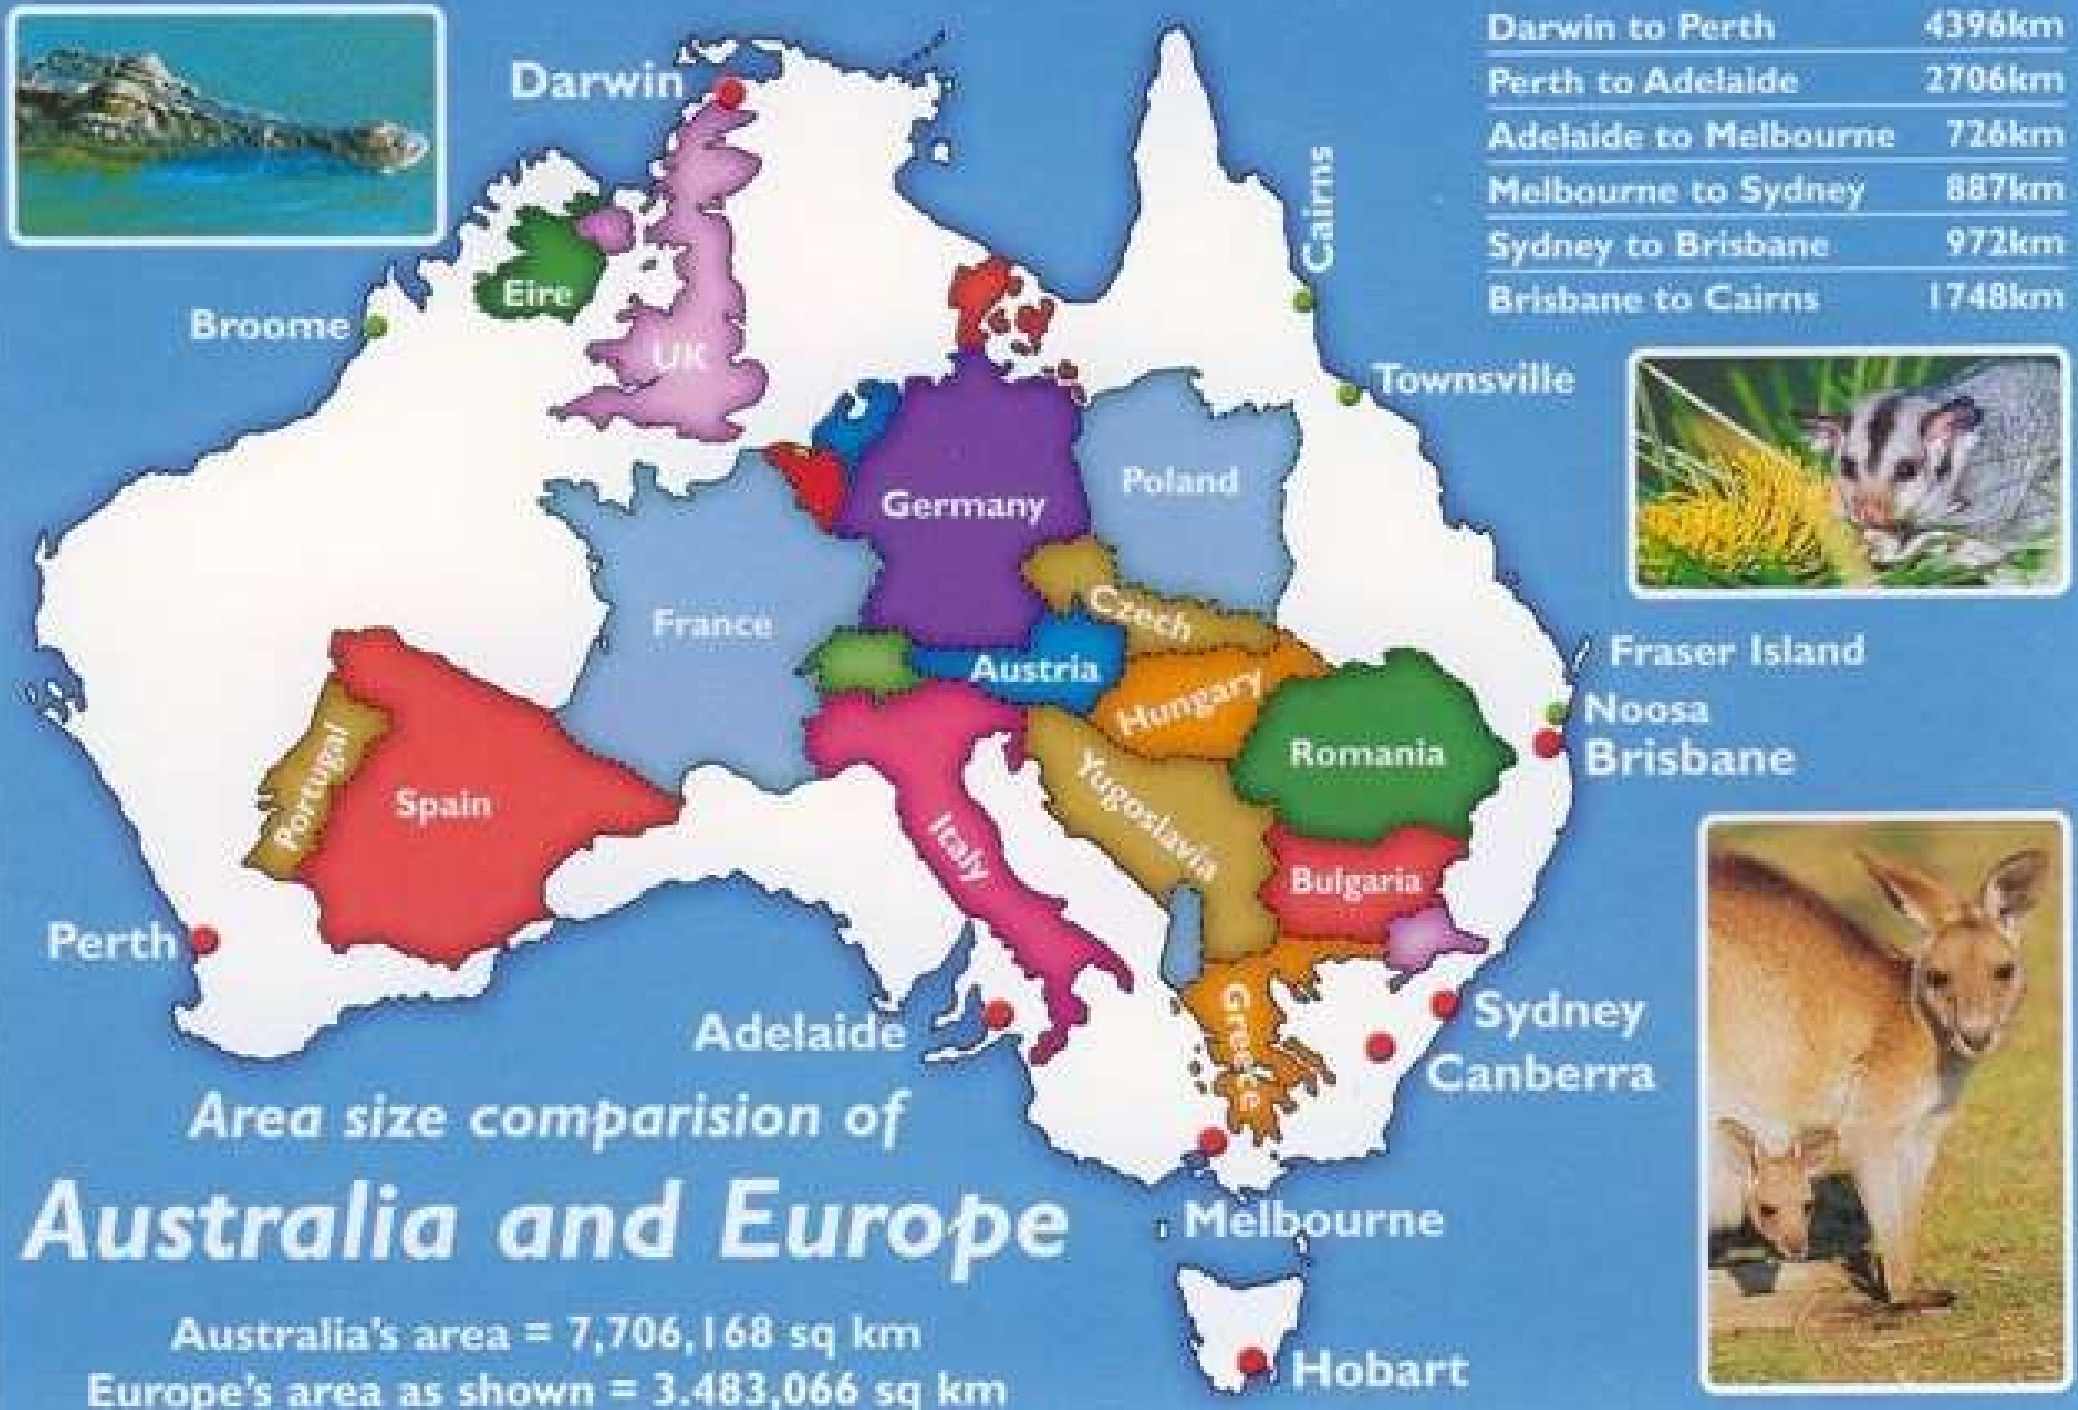 Darwin to Perth 4396km
Perth to Adelaide 2706km
Adelaide to Melbourne 726km
Melbourne to Sydney 887km
Sydney to Brisbane 972km
Brisbane to Cairns 1748km
Darwin
Cairns
Broome
Eire
UK
Townsville
Germany
Poland
France
Czech
Austria
Hungary
Fraser Island
Noosa
Brisbane
Portugal
Spain
Italy
Yugoslavia
Romania
Bulgaria
Perth
Adelaide
Greece
Sydney
Canberra
Melbourne
Hobart
Area size comparision of
Australia and Europe
Australia's area = 7,706,168 sq km
Europe's area as shown = 3.483,066 sq km